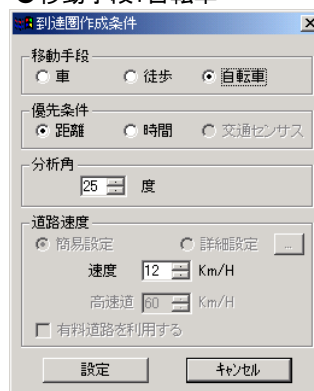 ●移動手段：自転車
到達圏作成条件
移動手段
車 徒歩 自転車
優先条件
距離 時間 交通センサス
分析角
25 度
道路速度
簡易設定 詳細設定 ...
速度 12 Km/H
高速道 60 Km/H
有料道路を利用する
設定 キャンセル